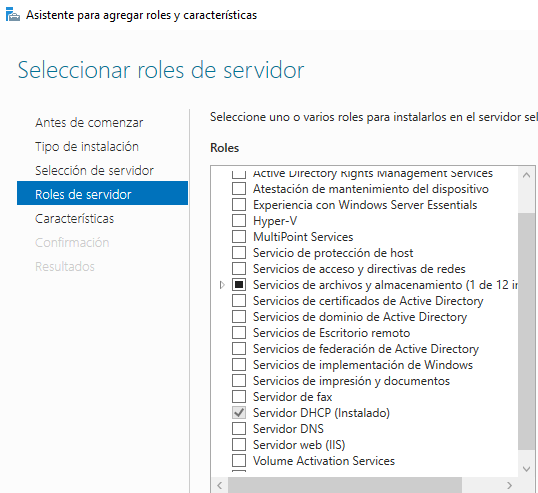 Asistente para agregar roles y características
Seleccionar roles de servidor
Antes de comenzar
Tipo de instalación
Selección de servidor
Roles de servidor
Características
Confirmación
Resultados
Seleccione uno o varios roles para instalarlos en el servidor sel
Roles
Active Directory Rights Management Services
Atestación de mantenimiento del dispositivo
Experiencia con Windows Server Essentials
Hyper-V
MultiPoint Services
Servicio de protección de host
Servicios de acceso y directivas de redes
Servicios de archivos y almacenamiento (1 de 12 in
Servicios de certificados de Active Directory
Servicios de dominio de Active Directory
Servicios de Escritorio remoto
Servicios de federación de Active Directory
Servicios de implementación de Windows
Servicios de impresión y documentos
Servidor de fax
Servidor DHCP (Instalado)
Servidor DNS
Servidor web (IIS)
Volume Activation Services